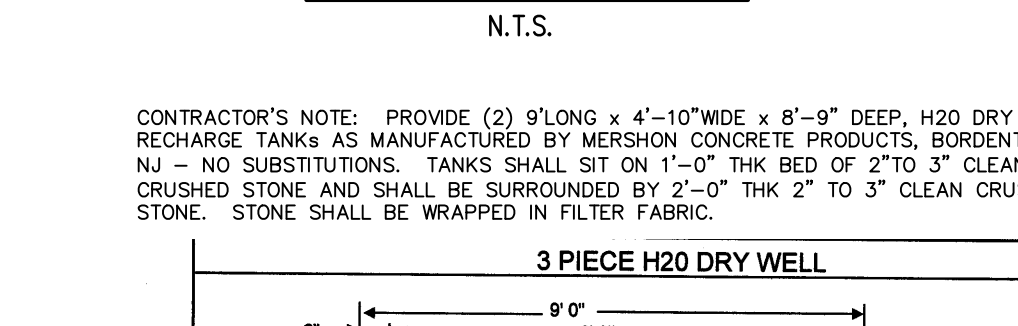 N.T.S.
CONTRACTOR'S NOTE: PROVIDE (2) 9'LONG x 4'–10"WIDE x 8'–9" DEEP, H20 DRY
RECHARGE TANKs AS MANUFACTURED BY MERSHON CONCRETE PRODUCTS, BORDENT
NJ – NO SUBSTITUTIONS. TANKS SHALL SIT ON 1'–0" THK BED OF 2"TO 3" CLEAN
CRUSHED STONE AND SHALL BE SURROUNDED BY 2'–0" THK 2" TO 3" CLEAN CRU
STONE. STONE SHALL BE WRAPPED IN FILTER FABRIC.
3 PIECE H20 DRY WELL
9' 0"